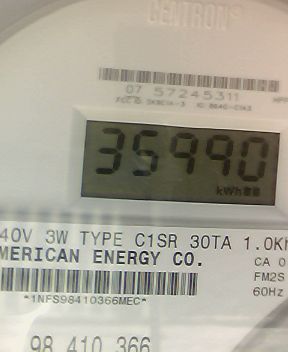 CENTRON®
07 57245311
35990
kWh
40V 3W TYPE C1SR 30TA 1.0Kh
MERICAN ENERGY CO.
CA 0
FM2S
60Hz
*1NFS98410366MEC*
98 410 366